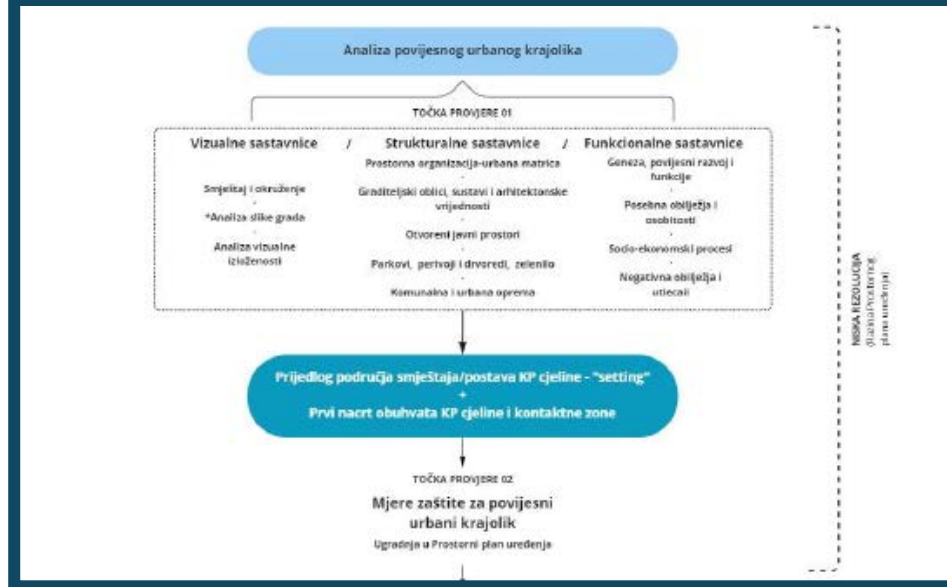 Analiza povijesnog urbanog krajolika
TOČKA PROVJERE 01
Vizualne sastavnice / Strukturalne sastavnice / Funkcionalne sastavnice
Smještaj i okruženje
*Analiza slike grada
Analiza vizualne
izloženosti
Prostorna organizacija-urbana matrica
Graditeljski oblici, sustavi i arhitektonske
vrijednosti
Otvoreni javni prostori
Parkovi, perivoji i drvoredi, zelenilo
Komunalna i urbana oprema
Geneza, povijesni razvoj i
funkcije
Posebna obilježja i
osobitosti
Socio-ekonomski procesi
Negativna obilježja i
utjecaji
Prijedlog područja smještaja/postava KP cjeline - "setting"
+
Prvi nacrt obuhvata KP cjeline i kontaktne zone
TOČKA PROVJERE 02
Mjere zaštite za povijesni
urbani krajolik
Ugradnja u Prostorni plan uređenja
NISKA REZOLUCIJA
(Razina Prostornog
plana uređenja)